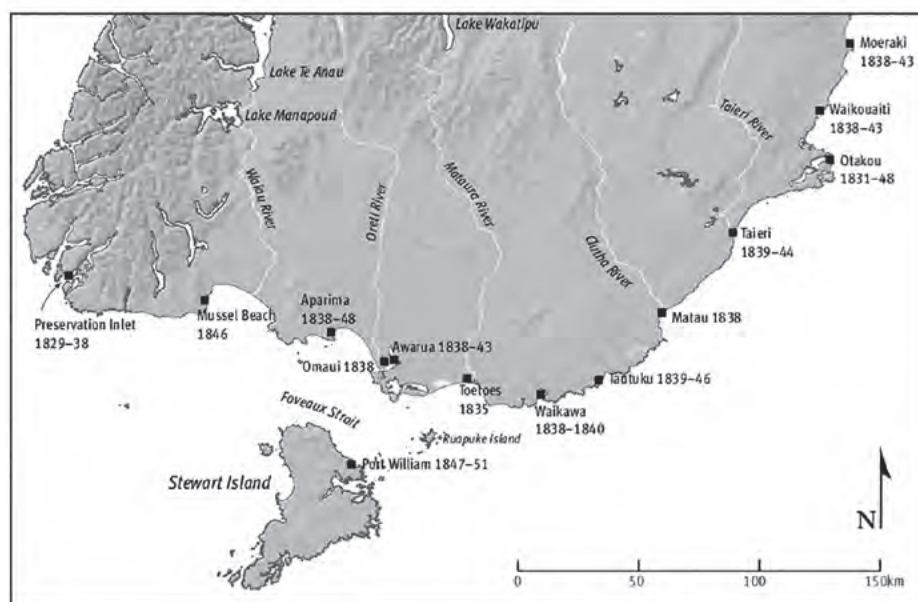 Lake Wakatipu
Moeraki
1838–43
Lake Te Anau
Waikouaiti
1838–43
Lake Manapouri
Taieri River
Otakou
1831–48
Waiau River
Oreti River
Mataura River
Clutha River
Taieri
1839–44
Preservation Inlet
1829–38
Mussel Beach
1846
Aparima
1838–48
Matau 1838
Awarua 1838–43
Omaui 1838
Toetoes
1835
Tautuku 1839–46
Waikawa
1838–1840
Foveaux Strait
Ruapuke Island
Port William 1847–51
Stewart Island
N
0
50
100
150km